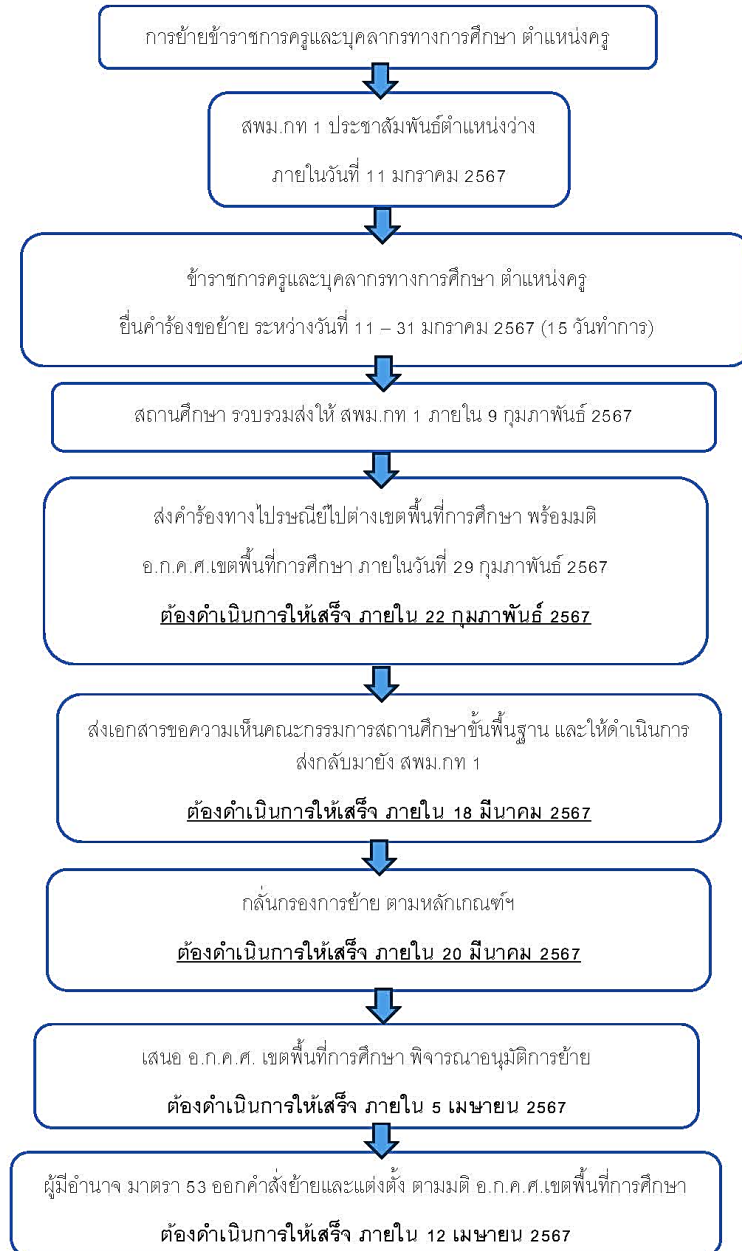 การย้ายข้าราชการครูและบุคลากรทางการศึกษา ตำแหน่งครู
สพม.กท 1 ประชาสัมพันธ์ตำแหน่งว่าง
ภายในวันที่ 11 มกราคม 2567
ข้าราชการครูและบุคลากรทางการศึกษา ตำแหน่งครู
ยื่นคำร้องขอย้าย ระหว่างวันที่ 11 – 31 มกราคม 2567 (15 วันทำการ)
สถานศึกษา รวบรวมส่งให้ สพม.กท 1 ภายใน 9 กุมภาพันธ์ 2567
ส่งคำร้องทางไปรษณีย์ไปต่างเขตพื้นที่การศึกษา พร้อมมติ
อ.ก.ค.ศ.เขตพื้นที่การศึกษา ภายในวันที่ 29 กุมภาพันธ์ 2567
ต้องดำเนินการให้เสร็จ ภายใน 22 กุมภาพันธ์ 2567
ส่งเอกสารขอความเห็นคณะกรรมการสถานศึกษาขั้นพื้นฐาน และให้ดำเนินการ
ส่งกลับมายัง สพม.กท 1
ต้องดำเนินการให้เสร็จ ภายใน 18 มีนาคม 2567
กลั่นกรองการย้าย ตามหลักเกณฑ์ฯ
ต้องดำเนินการให้เสร็จ ภายใน 20 มีนาคม 2567
เสนอ อ.ก.ค.ศ. เขตพื้นที่การศึกษา พิจารณาอนุมัติการย้าย
ต้องดำเนินการให้เสร็จ ภายใน 5 เมษายน 2567
ผู้มีอำนาจ มาตรา 53 ออกคำสั่งย้ายและแต่งตั้ง ตามมติ อ.ก.ค.ศ.เขตพื้นที่การศึกษา
ต้องดำเนินการให้เสร็จ ภายใน 12 เมษายน 2567